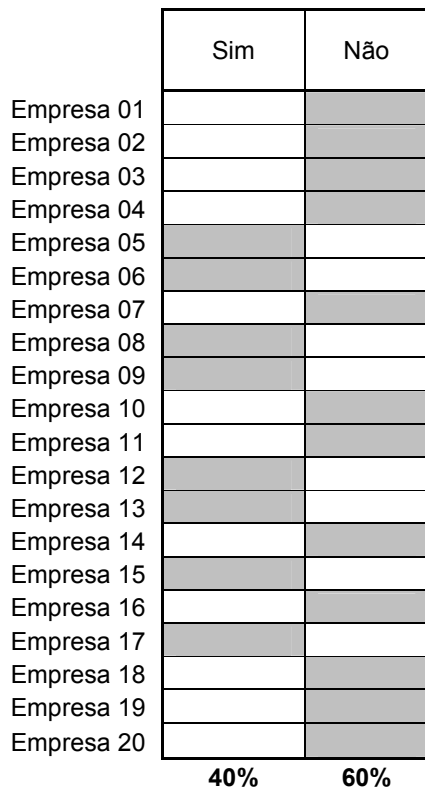 Sim Não
Empresa 01
Empresa 02
Empresa 03
Empresa 04
Empresa 05
Empresa 06
Empresa 07
Empresa 08
Empresa 09
Empresa 10
Empresa 11
Empresa 12
Empresa 13
Empresa 14
Empresa 15
Empresa 16
Empresa 17
Empresa 18
Empresa 19
Empresa 20
40% 60%